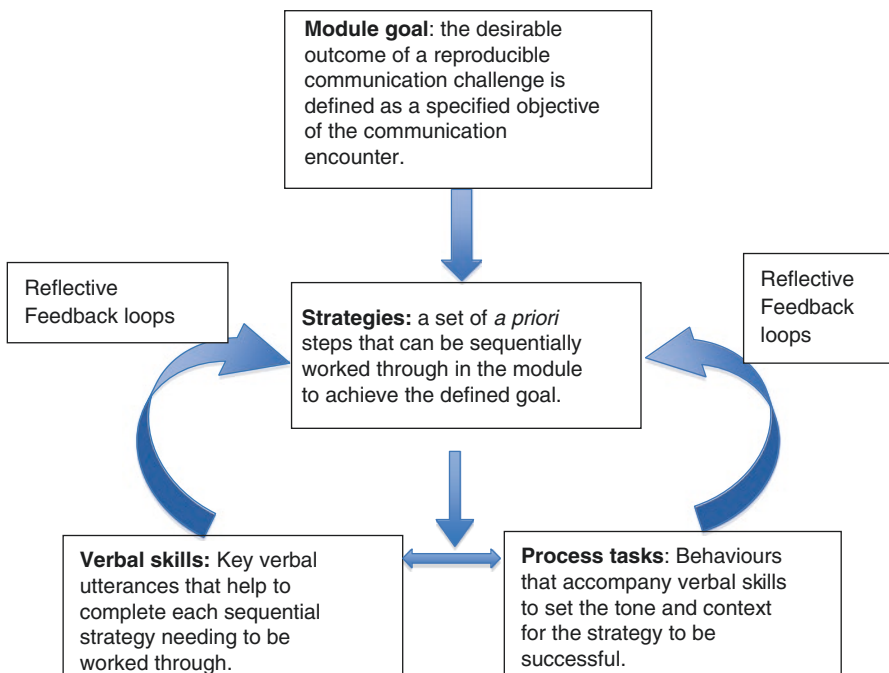 Module goal: the desirable
outcome of a reproducible
communication challenge is
defined as a specified objective
of the communication
encounter.
Reflective
Feedback loops
Reflective
Feedback
loops
Strategies: a set of a priori
steps that can be sequentially
worked through in the module
to achieve the defined goal.
Verbal skills: Key verbal
utterances that help to
complete each sequential
strategy needing to be
worked through.
Process tasks: Behaviours
that accompany verbal skills
to set the tone and context
for the strategy to be
successful.